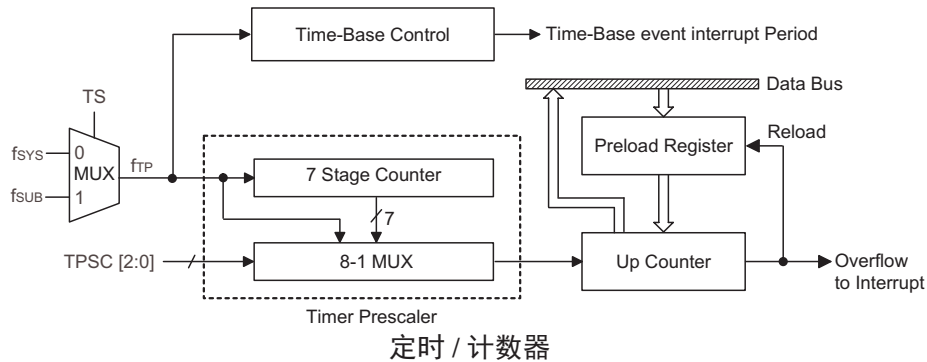 Time-Base Control
Time-Base event interrupt Period
Data Bus
TS
fSYS
0
MUX
fTP
fSUB
1
7 Stage Counter
7
Preload Register
Reload
TPSC [2:0]
8-1 MUX
Up Counter
Overflow
to Interrupt
Timer Prescaler
定时 / 计数器